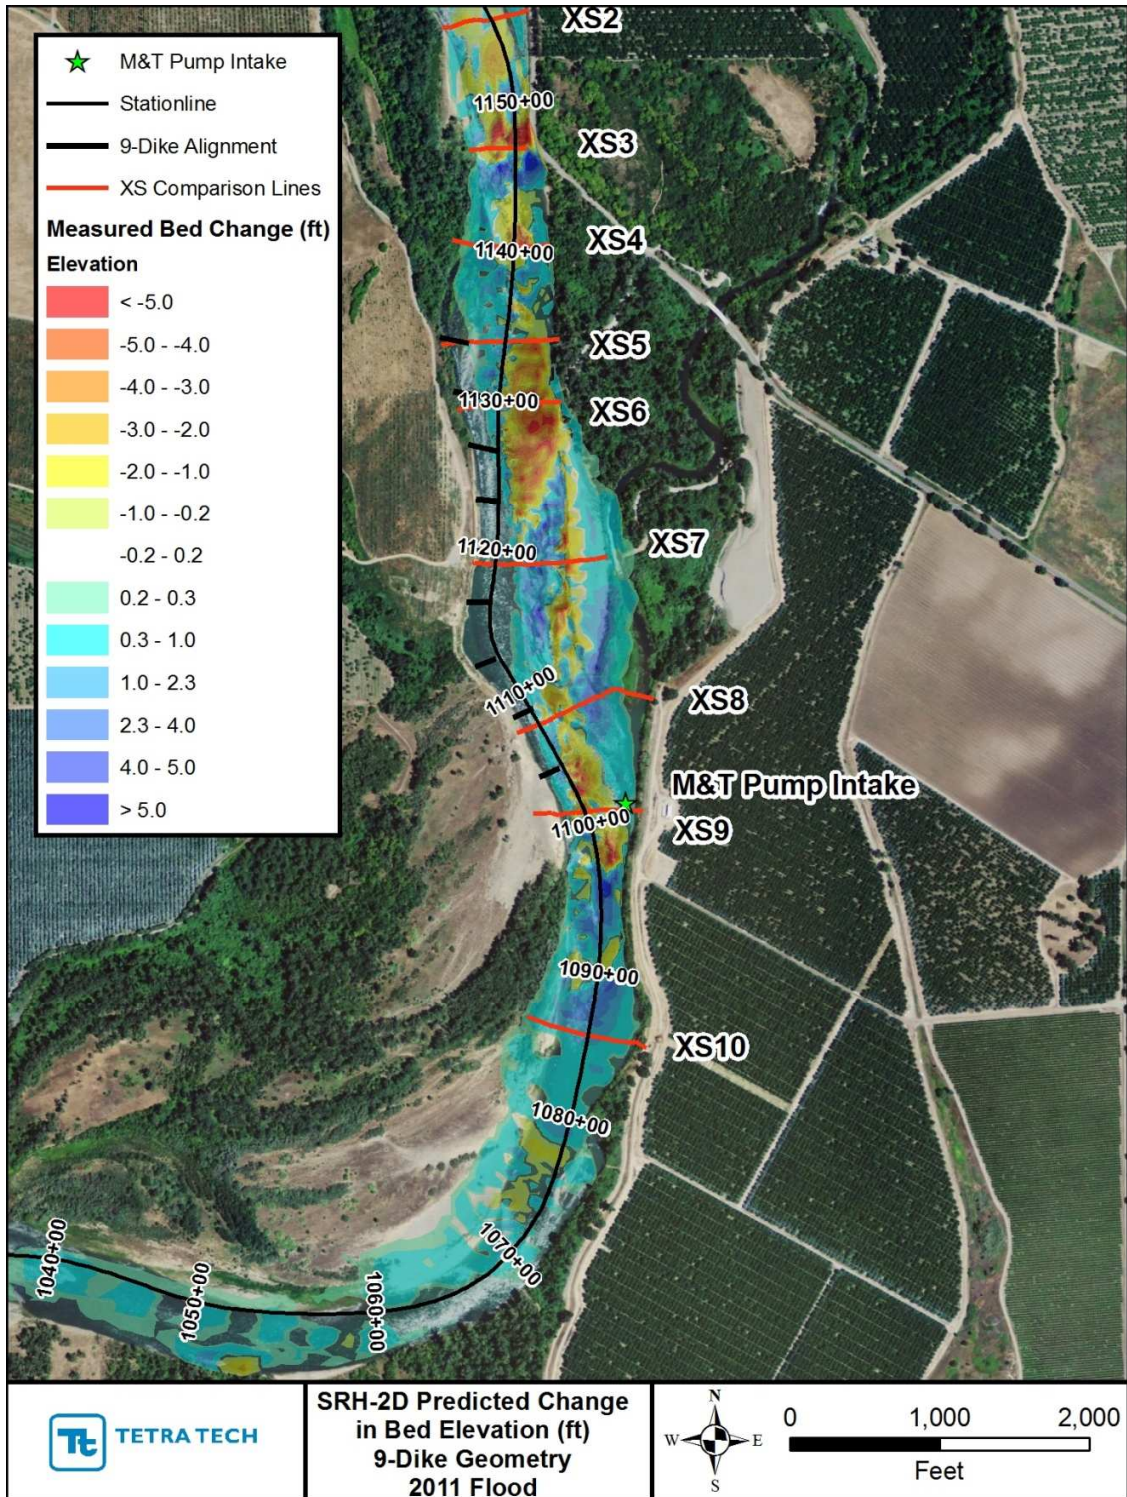 M&T Pump Intake
Stationline
9-Dike Alignment
XS Comparison Lines
Measured Bed Change (ft)
Elevation
< -5.0
-5.0 - -4.0
-4.0 - -3.0
-3.0 - -2.0
-2.0 - -1.0
-1.0 - -0.2
-0.2 - 0.2
0.2 - 0.3
0.3 - 1.0
1.0 - 2.3
2.3 - 4.0
4.0 - 5.0
> 5.0
XS2
1150+00
XS3
XS4
1140+00
XS5
1130+00
XS6
1120+00
XS7
1110+00
XS8
M&T Pump Intake
1100+00
XS9
1090+00
XS10
1080+00
1070+00
1060+00
1050+00
1040+00
Tt TETRA TECH
SRH-2D Predicted Change
in Bed Elevation (ft)
9-Dike Geometry
2011 Flood
N
W E
S
0 1,000 2,000
Feet